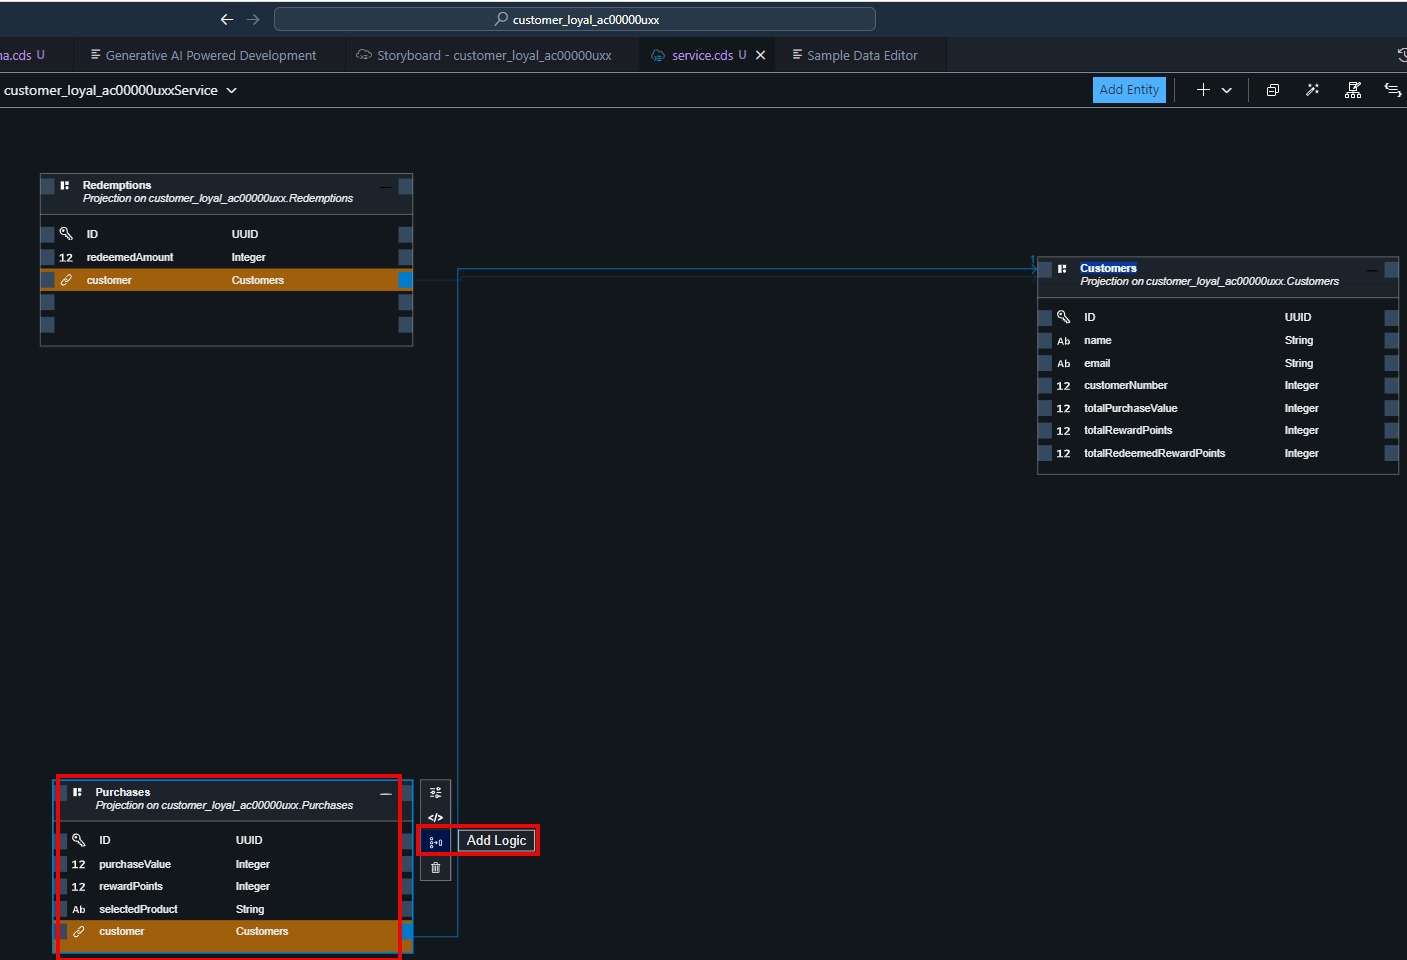 customer_loyal_ac00000uxx
na.cds U
Generative AI Powered Development
Storyboard - customer_loyal_ac00000uxx
service.cds U
Sample Data Editor
customer_loyal_ac00000uxxService
Add Entity
Redemptions
Projection on customer_loyal_ac00000uxx.Redemptions
ID UUID
12 redeemedAmount Integer
customer Customers
1
Customers
Projection on customer_loyal_ac00000uxx.Customers
ID UUID
Ab name String
Ab email String
12 customerNumber Integer
12 totalPurchaseValue Integer
12 totalRewardPoints Integer
12 totalRedeemedRewardPoints Integer
Purchases
Projection on customer_loyal_ac00000uxx.Purchases
ID UUID
12 purchaseValue Integer
12 rewardPoints Integer
Ab selectedProduct String
customer Customers
</>
Add Logic